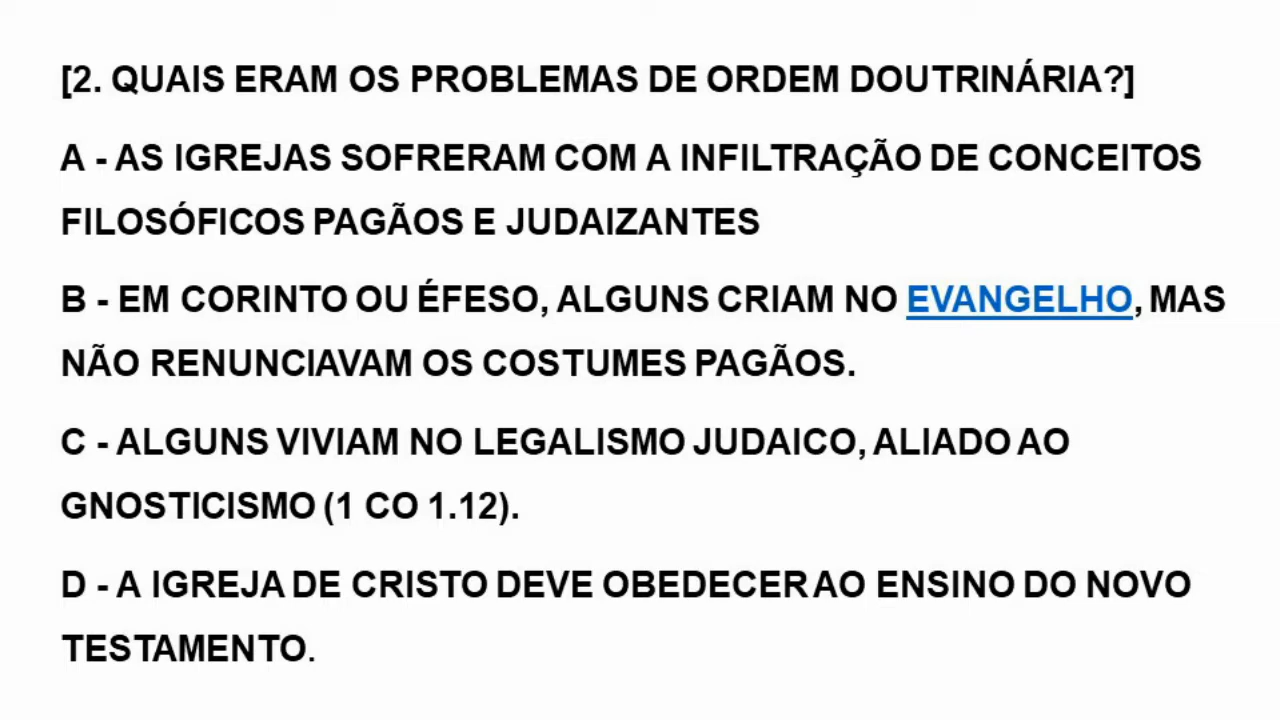 [2. QUAIS ERAM OS PROBLEMAS DE ORDEM DOUTRINÁRIA?]
A - AS IGREJAS SOFRERAM COM A INFILTRAÇÃO DE CONCEITOS
FILOSÓFICOS PAGÃOS E JUDAIZANTES
B - EM CORINTO OU ÉFESO, ALGUNS CRIAM NO EVANGELHO, MAS
NÃO RENUNCIAVAM OS COSTUMES PAGÃOS.
C - ALGUNS VIVIAM NO LEGALISMO JUDAICO, ALIADO AO
GNOSTICISMO (1 CO 1.12).
D - A IGREJA DE CRISTO DEVE OBEDECER AO ENSINO DO NOVO
TESTAMENTO.